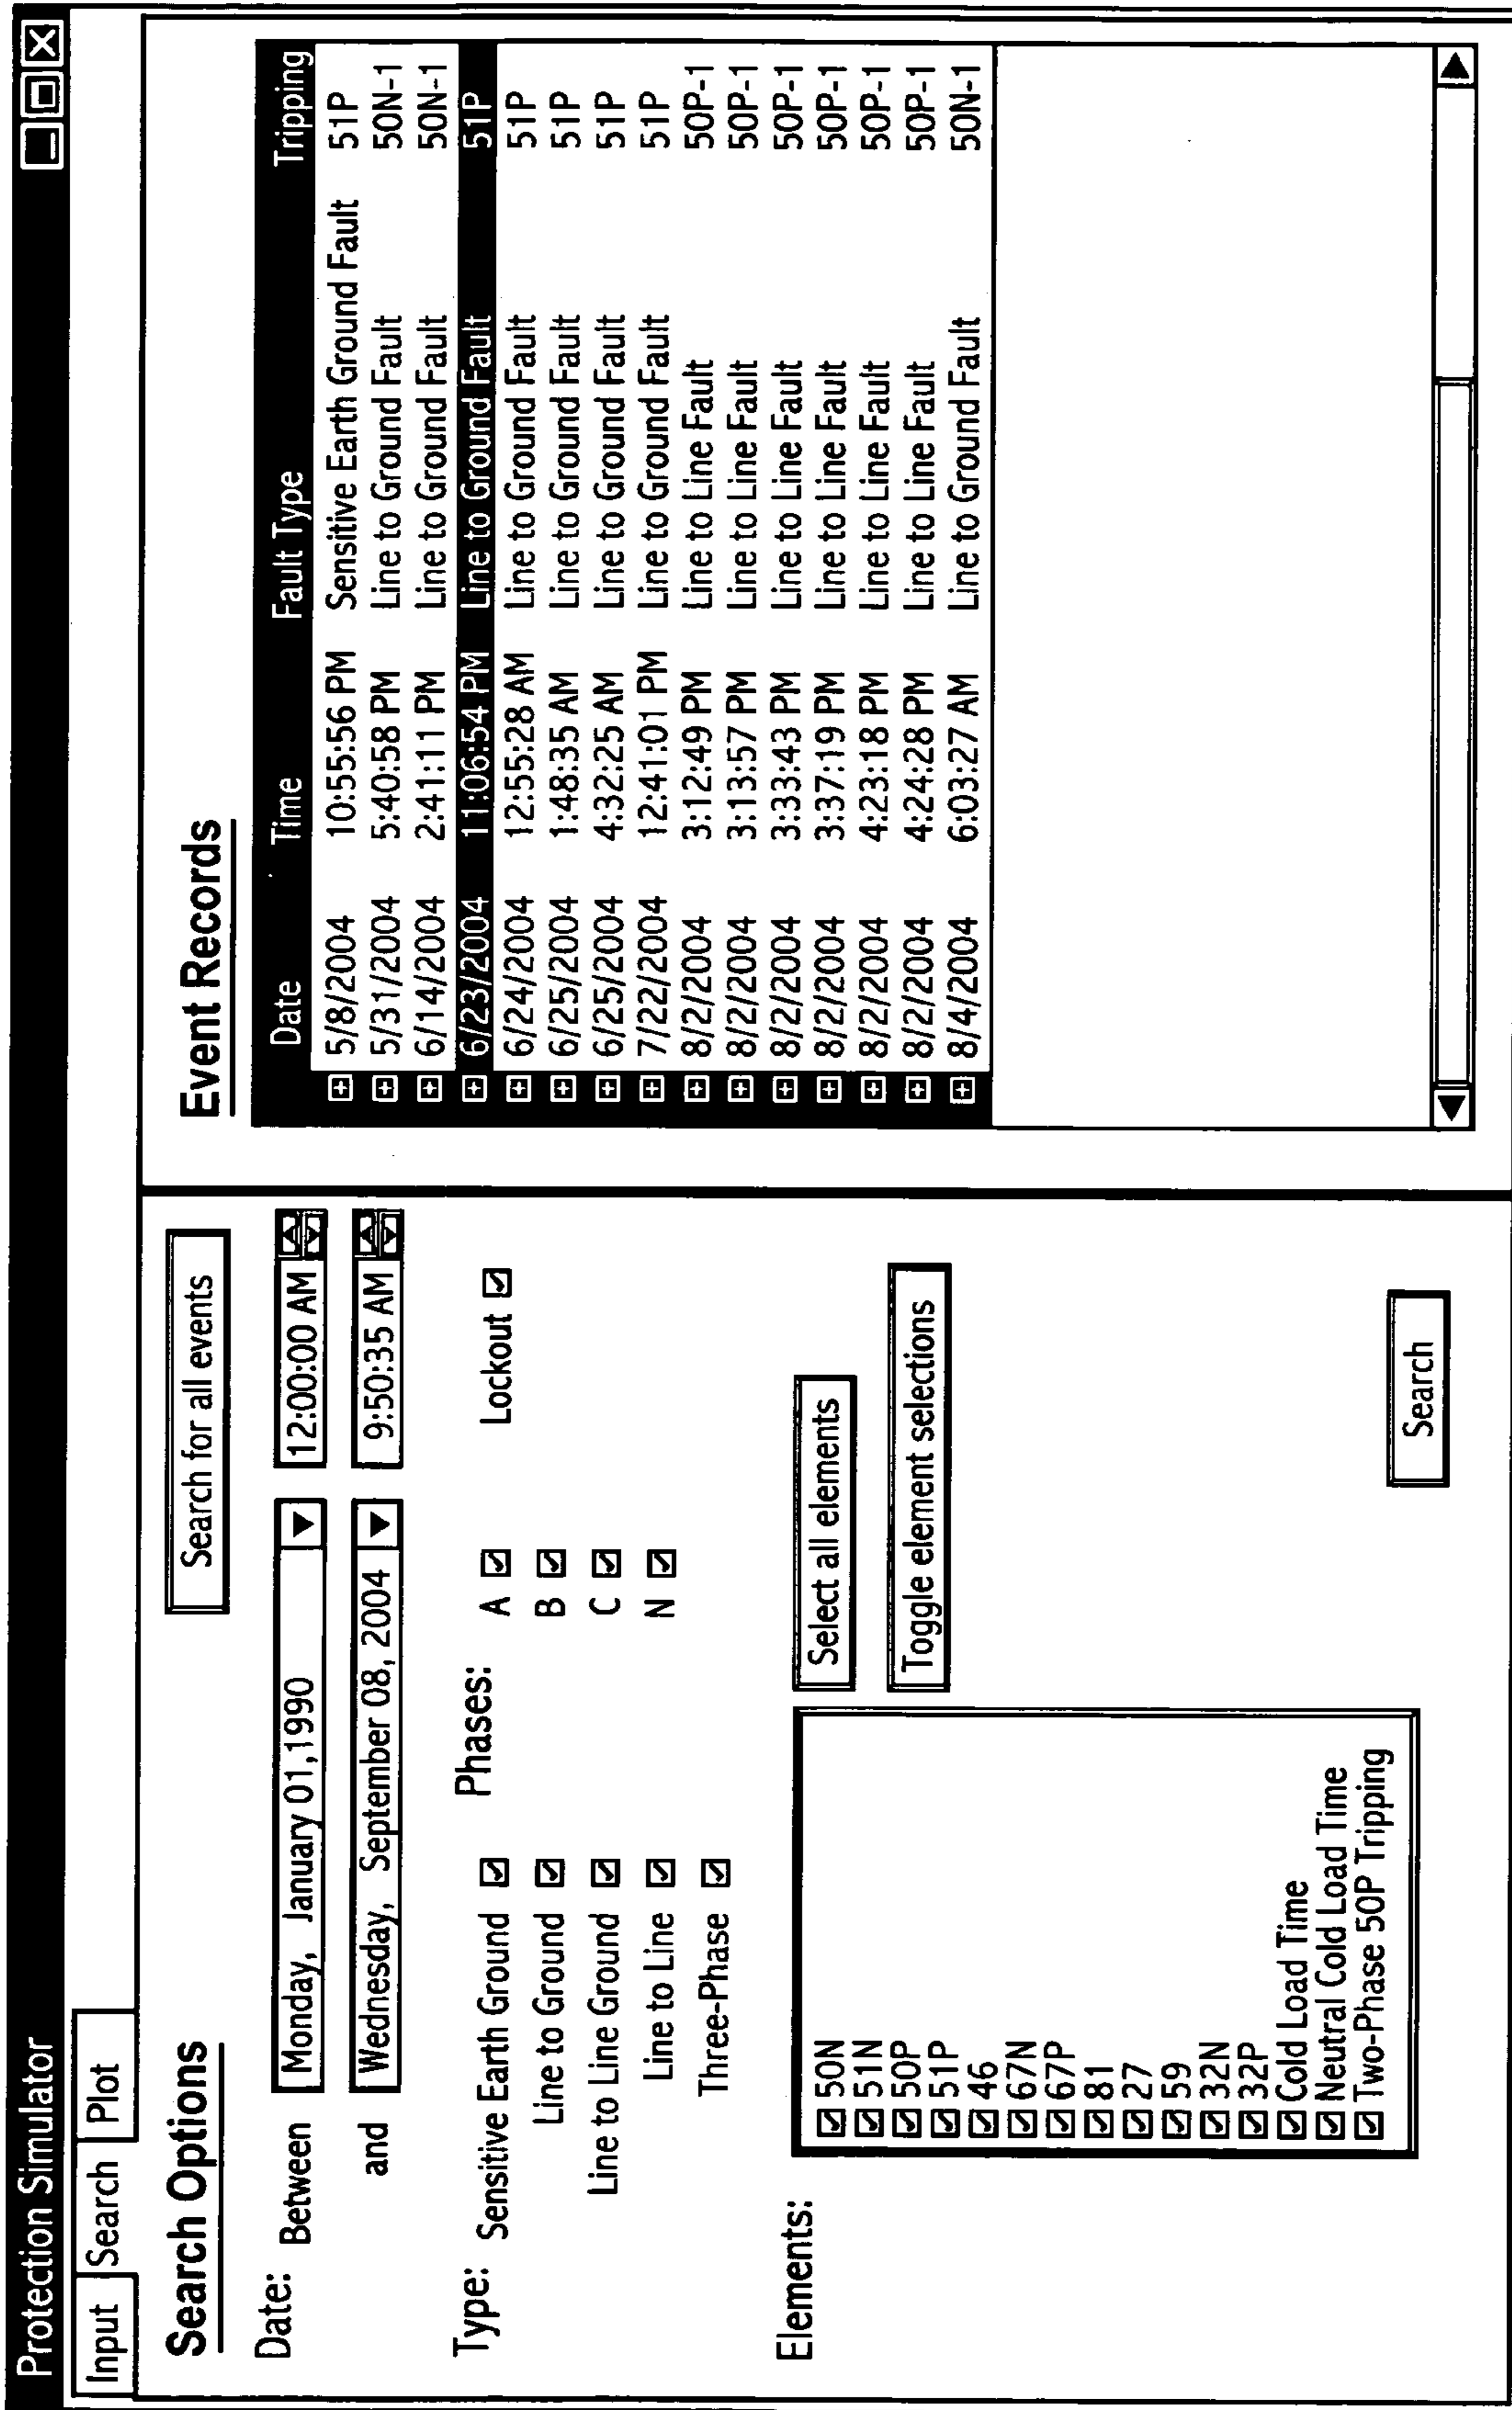 Protection Simulator
Input Search Plot
Search Options
Search for all events
Date: Between Monday, January 01,1990 12:00:00 AM
and Wednesday, September 08, 2004 9:50:35 AM
Type: Sensitive Earth Ground Phases: A Lockout
Line to Ground B
Line to Line Ground C
Line to Line N
Three-Phase
Elements:
50N
51N
50P
51P
46
67N
67P
81
27
59
32N
32P
Cold Load Time
Neutral Cold Load Time
Two-Phase 50P Tripping
Select all elements
Toggle element selections
Search
Event Records
Date Time Fault Type Tripping
5/8/2004 10:55:56 PM Sensitive Earth Ground Fault 51P
5/31/2004 5:40:58 PM Line to Ground Fault 50N-1
6/14/2004 2:41:11 PM Line to Ground Fault 50N-1
6/23/2004 11:06:54 PM Line to Ground Fault 51P
6/24/2004 12:55:28 AM Line to Ground Fault 51P
6/25/2004 1:48:35 AM Line to Ground Fault 51P
6/25/2004 4:32:25 AM Line to Ground Fault 51P
7/22/2004 12:41:01 PM Line to Ground Fault 51P
8/2/2004 3:12:49 PM Line to Line Fault 50P-1
8/2/2004 3:13:57 PM Line to Line Fault 50P-1
8/2/2004 3:33:43 PM Line to Line Fault 50P-1
8/2/2004 3:37:19 PM Line to Line Fault 50P-1
8/2/2004 4:23:18 PM Line to Line Fault 50P-1
8/2/2004 4:24:28 PM Line to Line Fault 50P-1
8/4/2004 6:03:27 AM Line to Ground Fault 50N-1